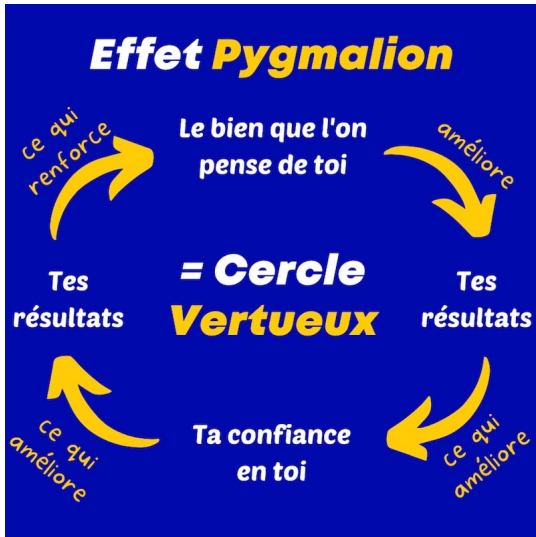 Effet Pygmalion
Le bien que l'on
pense de toi
améliore
Tes
résultats
ce qui
améliore
Ta confiance
en toi
ce qui
améliore
Tes
résultats
ce qui
renforce
= Cercle
Vertueux